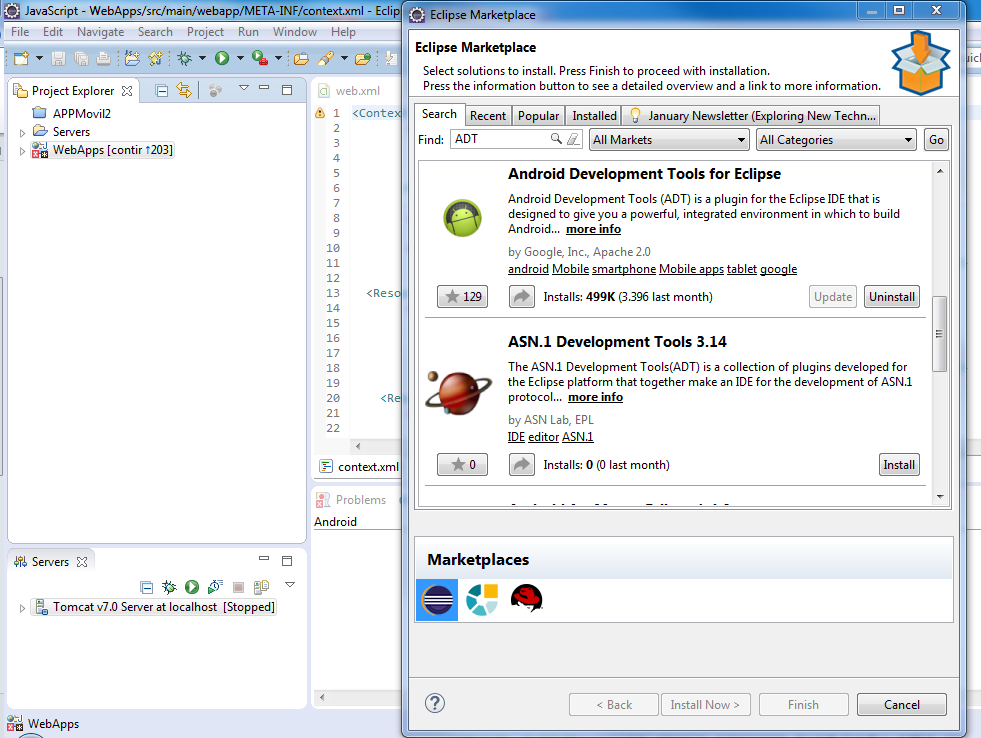 JavaScript - WebApps/src/main/webapp/META-INF/context.xml - Eclip
File Edit Navigate Search Project Run Window Help
Project Explorer
APPMovil2
Servers
WebApps [contir ↑203]
web.xml
1 <Contex
2
3
4
5
6
7
8
9
10
11
12
13 <Reso
14
15
16
17
18
19
20 <Re
21
22
context.xml
Problems
Android
Servers
Tomcat v7.0 Server at localhost [Stopped]
WebApps
Eclipse Marketplace
Eclipse Marketplace
Select solutions to install. Press Finish to proceed with installation.
Press the information button to see a detailed overview and a link to more information.
Search Recent Popular Installed January Newsletter (Exploring New Techn...
Find: ADT All Markets All Categories Go
Android Development Tools for Eclipse
Android Development Tools (ADT) is a plugin for the Eclipse IDE that is
designed to give you a powerful, integrated environment in which to build
Android... more info
by Google, Inc., Apache 2.0
android Mobile smartphone Mobile apps tablet google
129 Installs: 499K (3.396 last month) Update Uninstall
ASN.1 Development Tools 3.14
The ASN.1 Development Tools(ADT) is a collection of plugins developed for
the Eclipse platform that together make an IDE for the development of ASN.1
protocol... more info
by ASN Lab, EPL
IDE editor ASN.1
0 Installs: 0 (0 last month) Install
Marketplaces
< Back Install Now > Finish Cancel